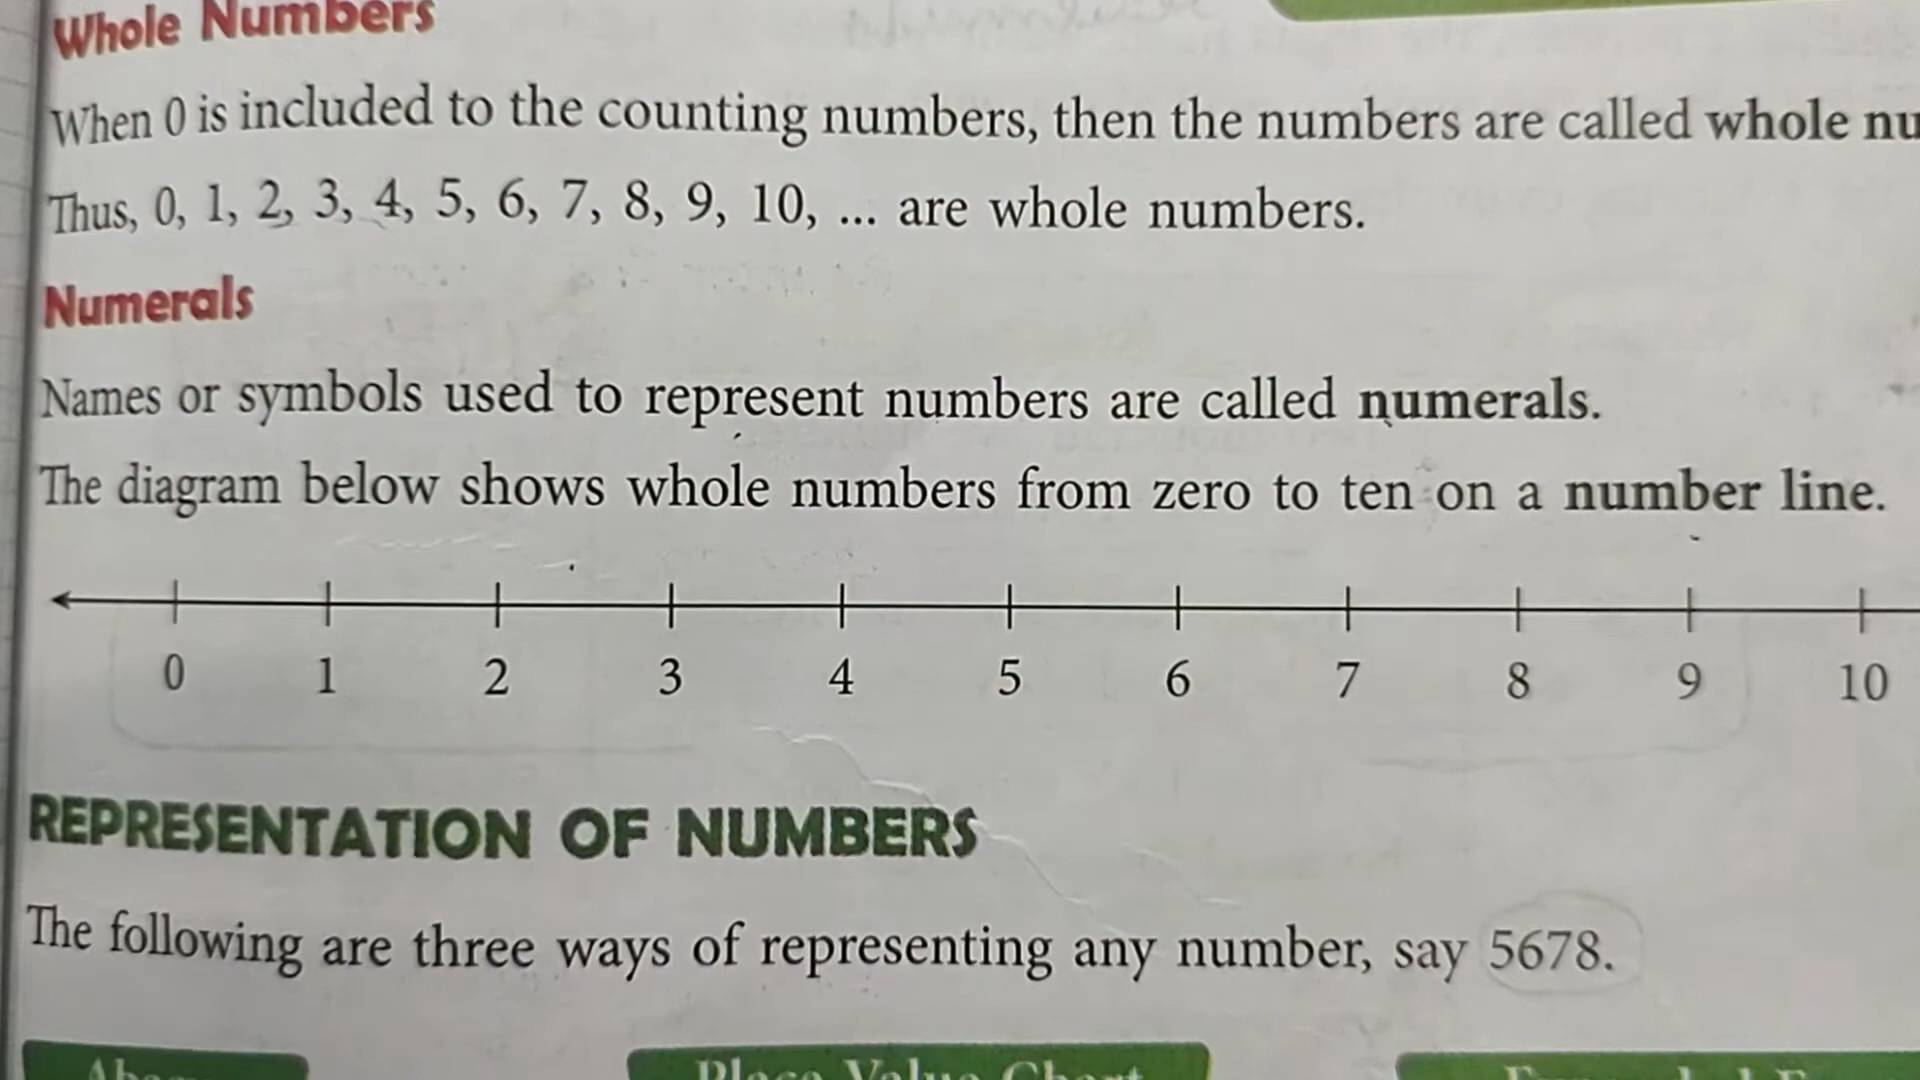 Whole Numbers
When 0 is included to the counting numbers, then the numbers are called whole nu
Thus, 0, 1, 2, 3, 4, 5, 6, 7, 8, 9, 10, ... are whole numbers.
Numerals
Names or symbols used to represent numbers are called numerals.
The diagram below shows whole numbers from zero to ten on a number line.
0 1 2 3 4 5 6 7 8 9 10
REPRESENTATION OF NUMBERS
The following are three ways of representing any number, say 5678.
Place Value Chart